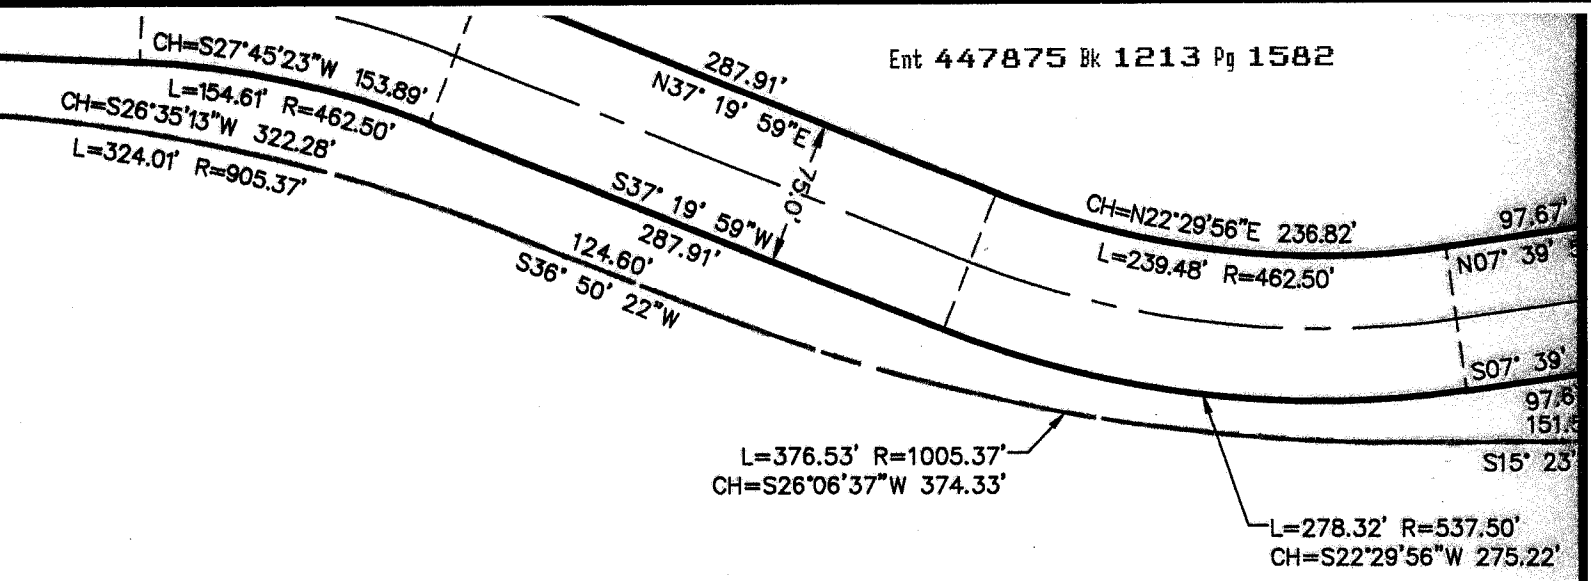 Ent 447875 Bk 1213 Pg 1582
CH=S27°45'23"W 153.89'
L=154.61' R=462.50'
CH=S26°35'13"W 322.28'
L=324.01' R=905.37'
287.91'
N37° 19' 59"E
75.0'
S37° 19' 59"W
287.91'
124.60'
S36° 50' 22"W
CH=N22°29'56"E 236.82'
L=239.48' R=462.50'
97.67'
N07° 39'
S07° 39'
97.6
151.
S15° 23'
L=376.53' R=1005.37'
CH=S26°06'37"W 374.33'
L=278.32' R=537.50'
CH=S22°29'56"W 275.22'